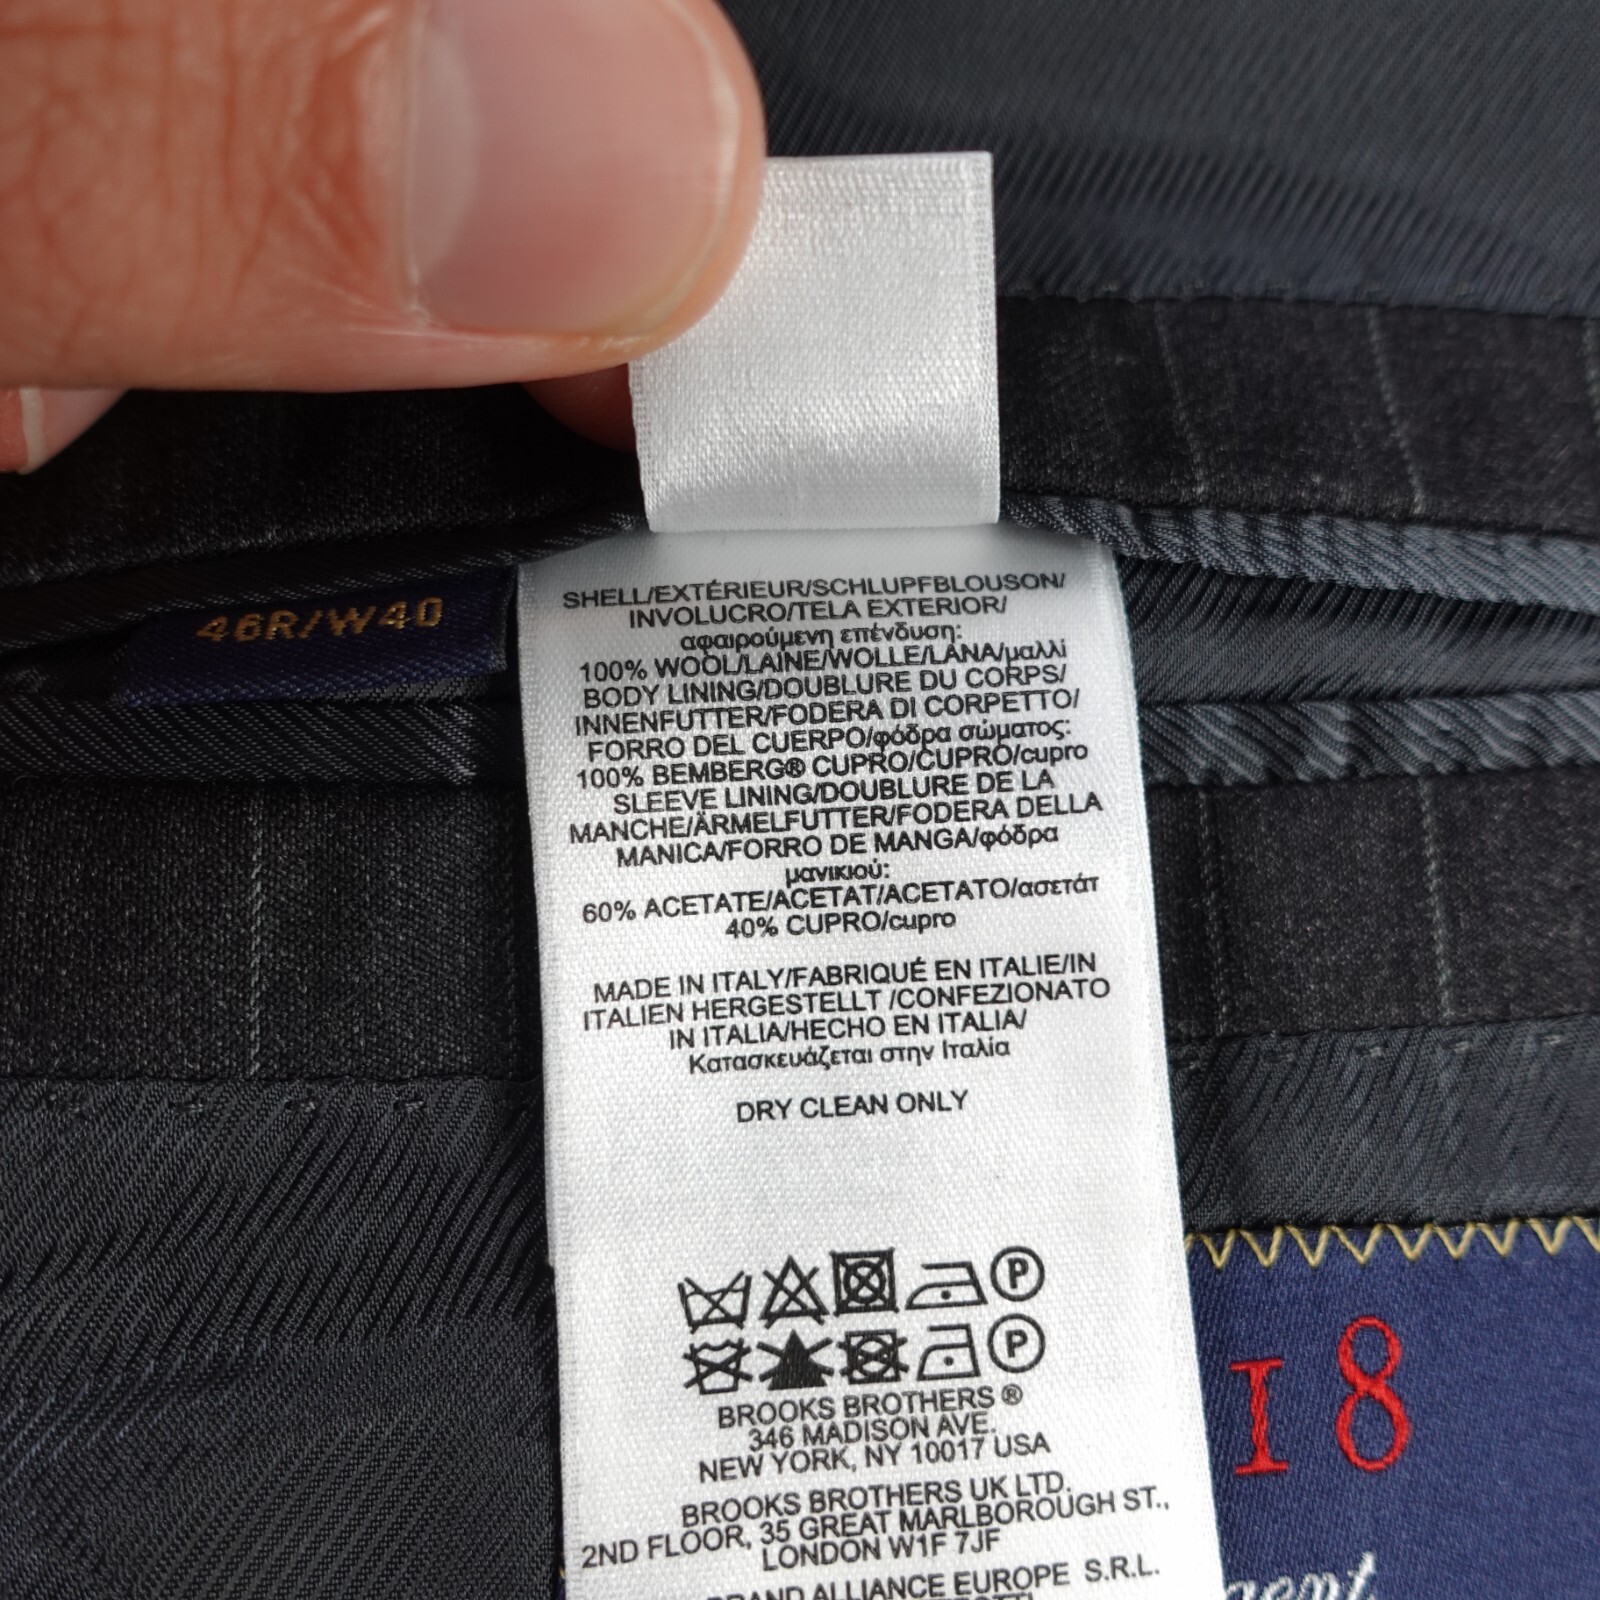 46R/W40
SHELL/EXTÉRIEUR/SCHLUPFBLOUSON/
INVOLUCRO/TELA EXTERIOR/
αφαιρούμενη επένδυση:
100% WOOL/LAINE/WOLLE/LANA/μαλλί
BODY LINING/DOUBLURE DU CORPS/
INNENFUTTER/FODERA DI CORPETTO/
FORRO DEL CUERPO/φόδρα σώματος:
100% BEMBERG® CUPRO/CUPRO/cupro
SLEEVE LINING/DOUBLURE DE LA
MANCHE/ÄRMELFUTTER/FODERA DELLA
MANICA/FORRO DE MANGA/φόδρα
μανικιού:
60% ACETATE/ACETAT/ACETATO/ασετάτ
40% CUPRO/cupro
MADE IN ITALY/FABRIQUÉ EN ITALIE/IN
ITALIEN HERGESTELLT /CONFEZIONATO
IN ITALIA/HECHO EN ITALIA/
Κατασκευάζεται στην Ιταλία
DRY CLEAN ONLY
P
P
BROOKS BROTHERS ®
346 MADISON AVE.
NEW YORK, NY 10017 USA
BROOKS BROTHERS UK LTD.
2ND FLOOR, 35 GREAT MARLBOROUGH ST.,
LONDON W1F 7JF
BRAND ALLIANCE EUROPE S.R.L.
18